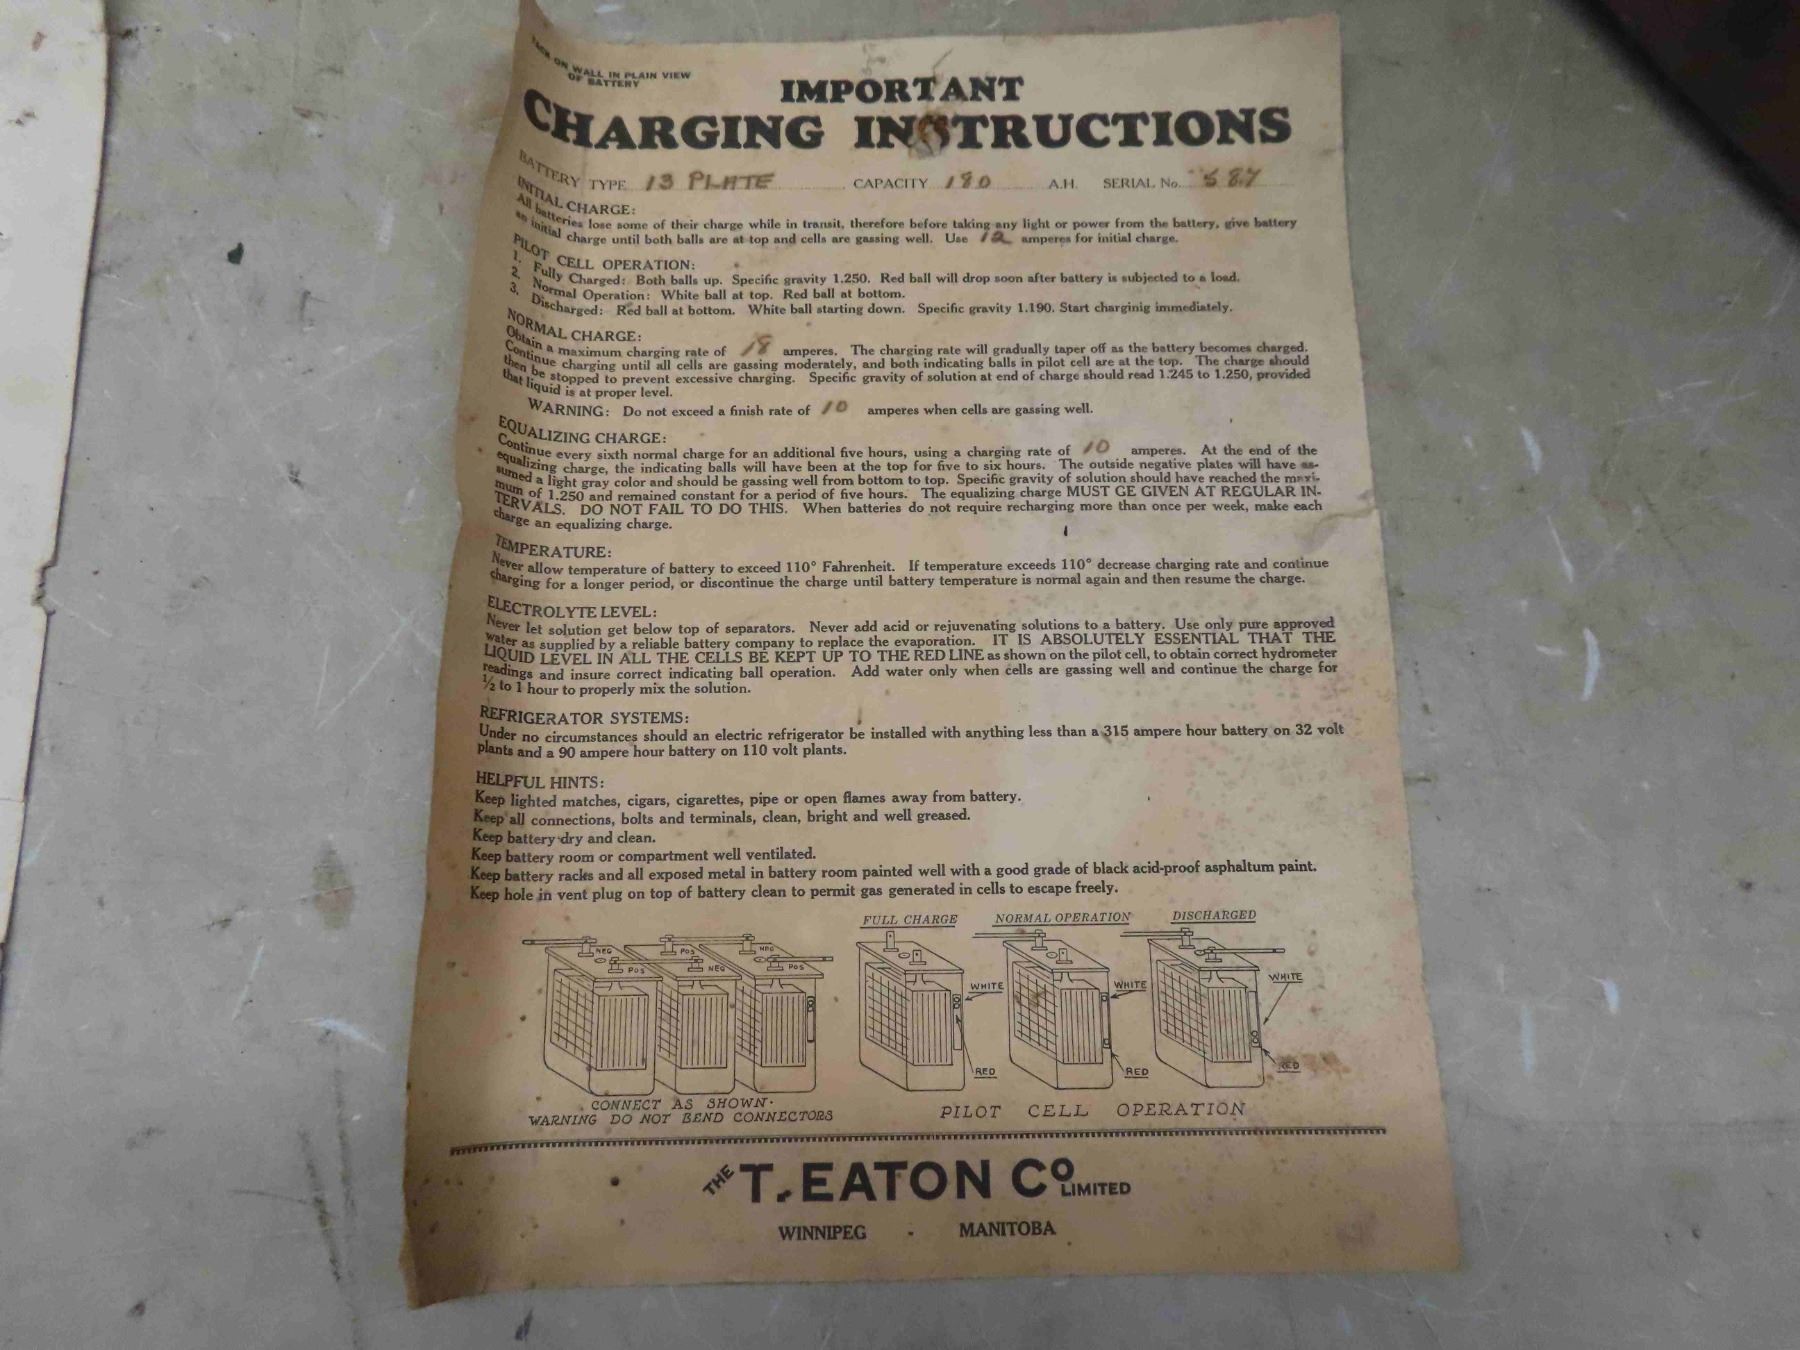 TACK ON WALL IN PLAIN VIEW
OF BATTERY
IMPORTANT
CHARGING INSTRUCTIONS
BATTERY TYPE 13 PLATE CAPACITY 180 A.H. SERIAL No. 587
INITIAL CHARGE:
All batteries lose some of their charge while in transit, therefore before taking any light or power from the battery, give battery
an initial charge until both balls are at top and cells are gassing well. Use 12 amperes for initial charge.
PILOT CELL OPERATION:
1. Fully Charged: Both balls up. Specific gravity 1.250. Red ball will drop soon after battery is subjected to a load.
2. Normal Operation: White ball at top. Red ball at bottom.
3. Discharged: Red ball at bottom. White ball starting down. Specific gravity 1.190. Start charginig immediately.
NORMAL CHARGE:
Obtain a maximum charging rate of 18 amperes. The charging rate will gradually taper off as the battery becomes charged.
Continue charging until all cells are gassing moderately, and both indicating balls in pilot cell are at the top. The charge should
then be stopped to prevent excessive charging. Specific gravity of solution at end of charge should read 1.245 to 1.250, provided
that liquid is at proper level.
WARNING: Do not exceed a finish rate of 10 amperes when cells are gassing well.
EQUALIZING CHARGE:
Continue every sixth normal charge for an additional five hours, using a charging rate of 10 amperes. At the end of the
equalizing charge, the indicating balls will have been at the top for five to six hours. The outside negative plates will have as-
sumed a light gray color and should be gassing well from bottom to top. Specific gravity of solution should have reached the maxi-
mum of 1.250 and remained constant for a period of five hours. The equalizing charge MUST GE GIVEN AT REGULAR IN-
TERVALS. DO NOT FAIL TO DO THIS. When batteries do not require recharging more than once per week, make each
charge an equalizing charge.
TEMPERATURE:
Never allow temperature of battery to exceed 110° Fahrenheit. If temperature exceeds 110° decrease charging rate and continue
charging for a longer period, or discontinue the charge until battery temperature is normal again and then resume the charge.
ELECTROLYTE LEVEL:
Never let solution get below top of separators. Never add acid or rejuvenating solutions to a battery. Use only pure approved
water as supplied by a reliable battery company to replace the evaporation. IT IS ABSOLUTELY ESSENTIAL THAT THE
LIQUID LEVEL IN ALL THE CELLS BE KEPT UP TO THE RED LINE as shown on the pilot cell, to obtain correct hydrometer
readings and insure correct indicating ball operation. Add water only when cells are gassing well and continue the charge for
½ to 1 hour to properly mix the solution.
REFRIGERATOR SYSTEMS:
Under no circumstances should an electric refrigerator be installed with anything less than a 315 ampere hour battery on 32 volt
plants and a 90 ampere hour battery on 110 volt plants.
HELPFUL HINTS:
Keep lighted matches, cigars, cigarettes, pipe or open flames away from battery.
Keep all connections, bolts and terminals, clean, bright and well greased.
Keep battery dry and clean.
Keep battery room or compartment well ventilated.
Keep battery racks and all exposed metal in battery room painted well with a good grade of black acid-proof asphaltum paint.
Keep hole in vent plug on top of battery clean to permit gas generated in cells to escape freely.
FULL CHARGE NORMAL OPERATION DISCHARGED
NEG POS NEG
POS NEG POS
WHITE WHITE WHITE
RED RED RED
CONNECT AS SHOWN.
WARNING DO NOT BEND CONNECTORS
PILOT CELL OPERATION
THE T. EATON Co LIMITED
WINNIPEG - MANITOBA